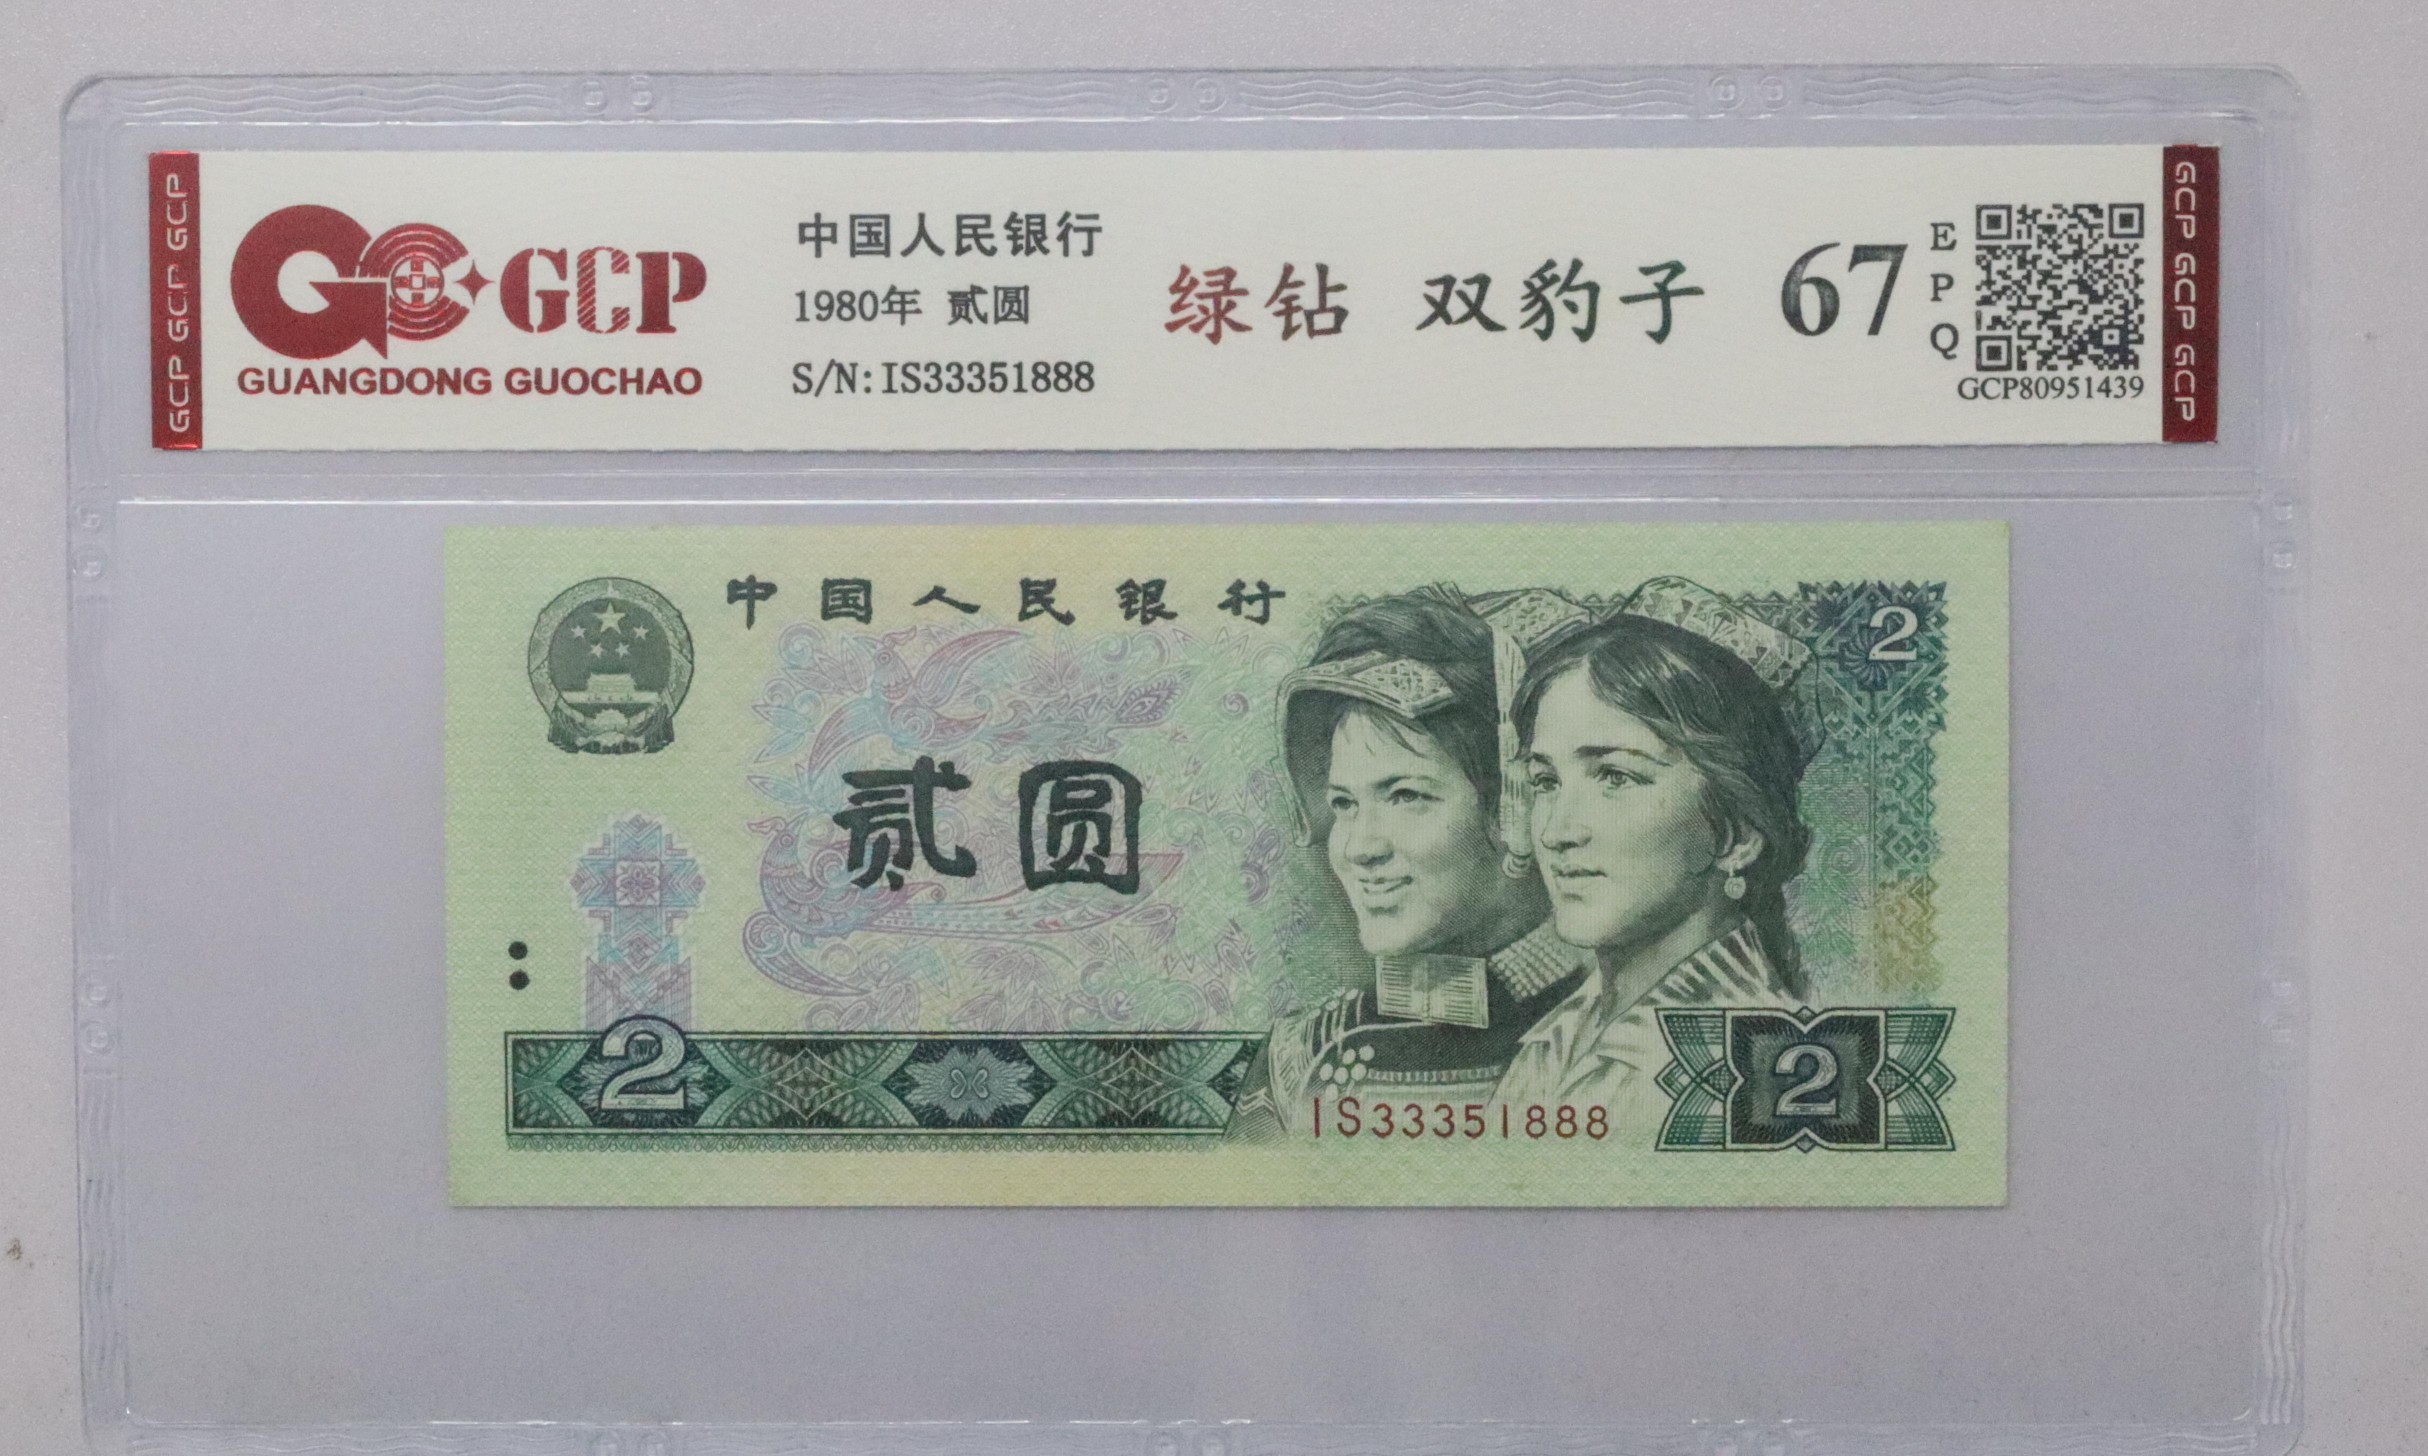 GCP GCP GCP
GCP
GUANGDONG GUOCHAO
中国人民银行
1980年 贰圆
S/N:IS33351888
绿钻 双豹子
67
EPQ
GCP80951439
GCP GCP GCP
中国人民银行
2
贰圆
2
2
IS33351888